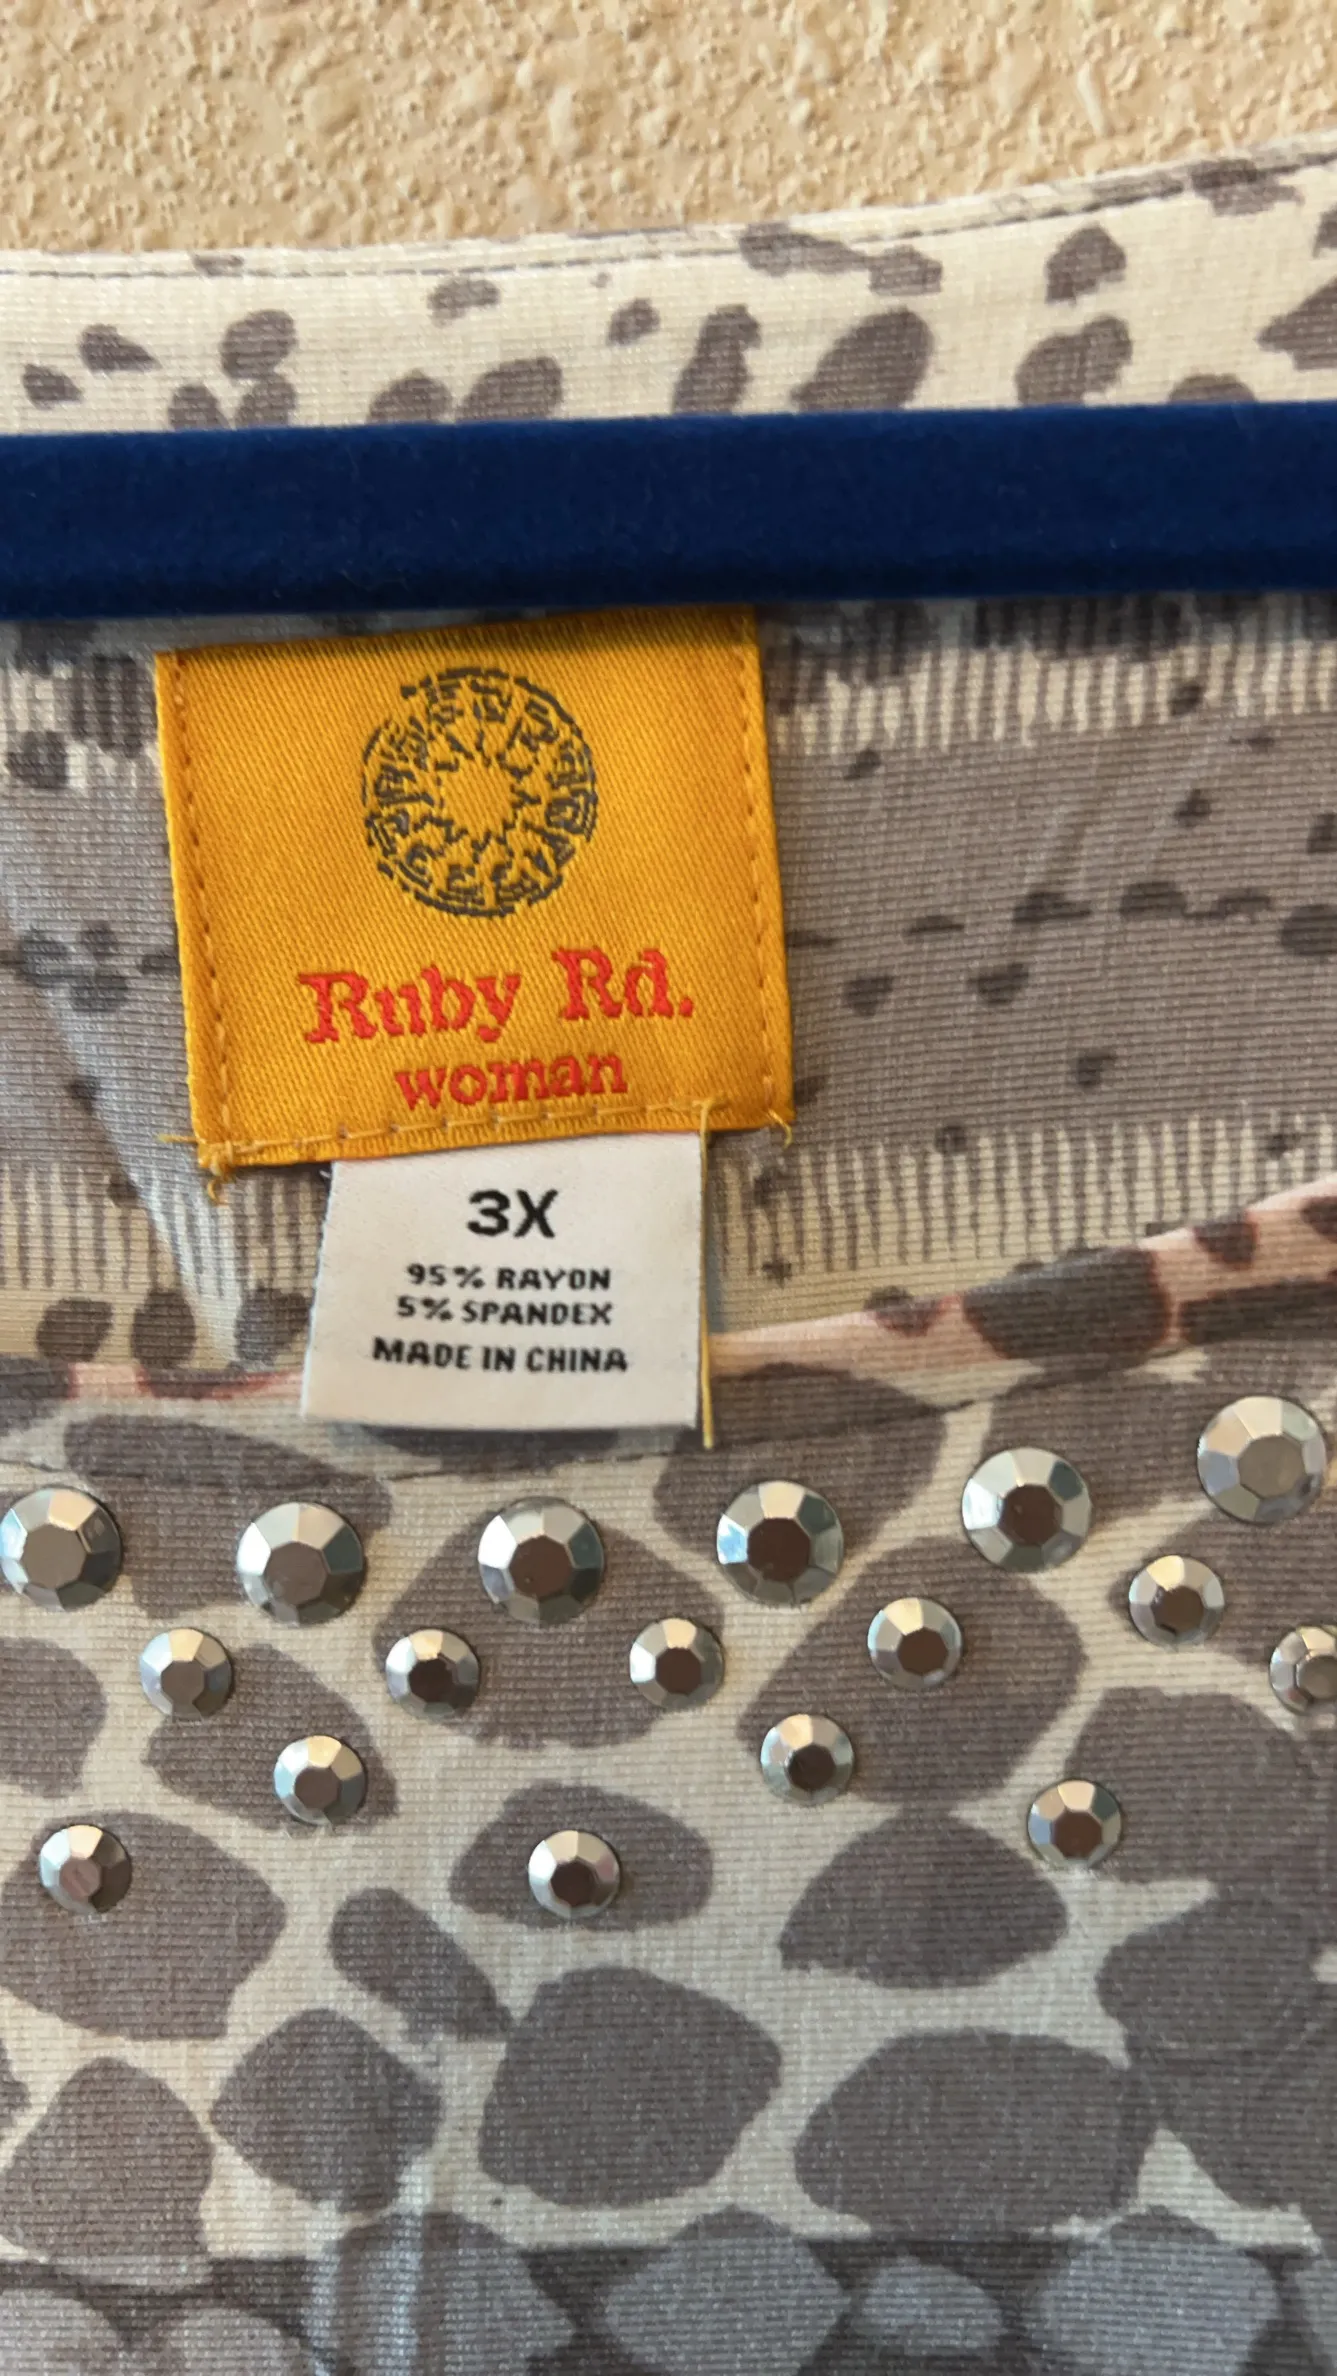 Ruby Rd.
woman
3X
95% RAYON
5% SPANDEX
MADE IN CHINA